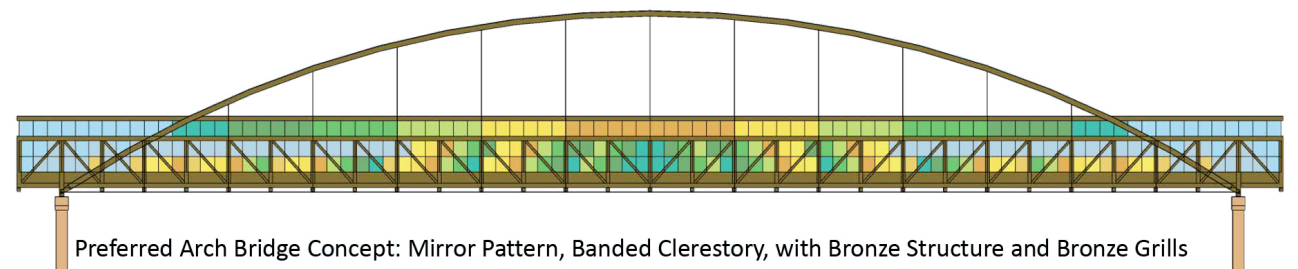 Preferred Arch Bridge Concept: Mirror Pattern, Banded Clerestory, with Bronze Structure and Bronze Grills